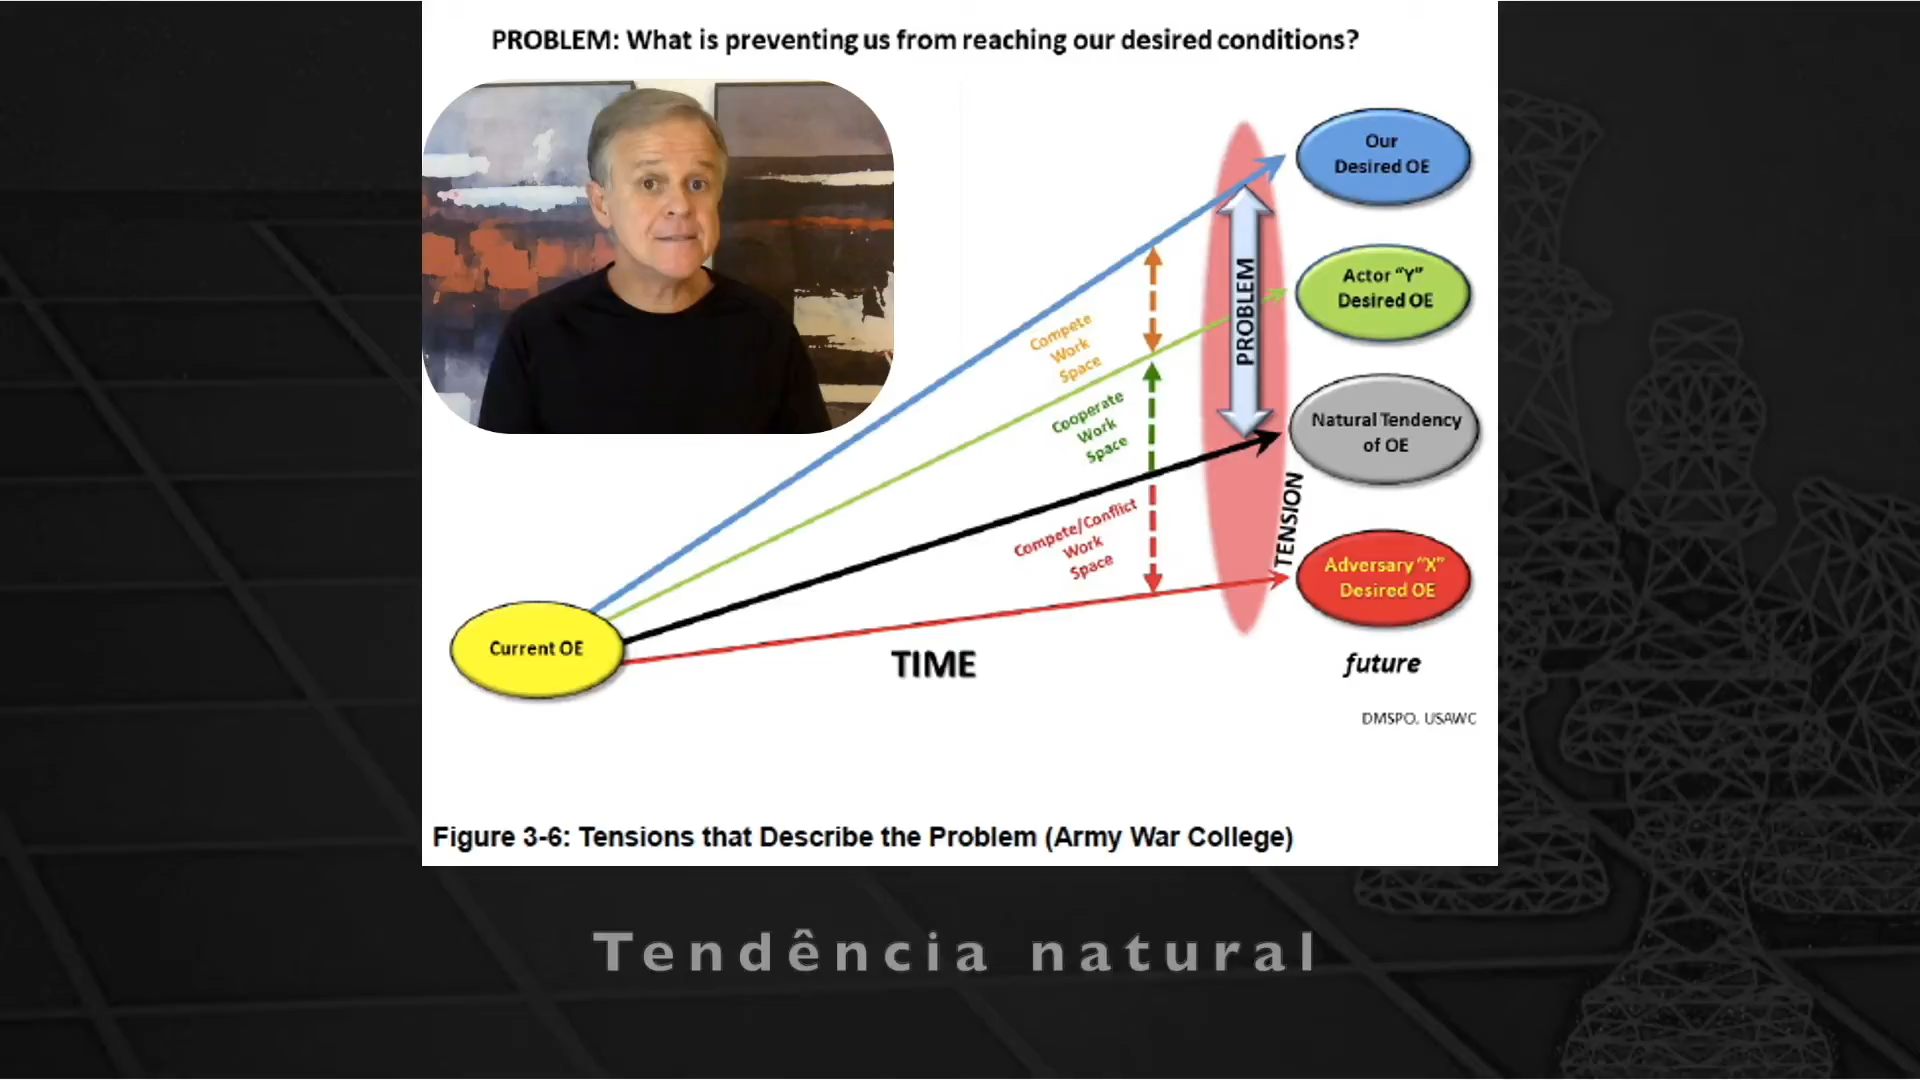 PROBLEM: What is preventing us from reaching our desired conditions?
Our
Desired OE
Actor “Y”
Desired OE
PROBLEM
Compete
Work
Space
Cooperate
Work
Space
Natural Tendency
of OE
TENSION
Compete/Conflict
Work
Space
Adversary “X”
Desired OE
Current OE
TIME
future
DMSPO, USAWC
Figure 3-6: Tensions that Describe the Problem (Army War College)
Tendência natural